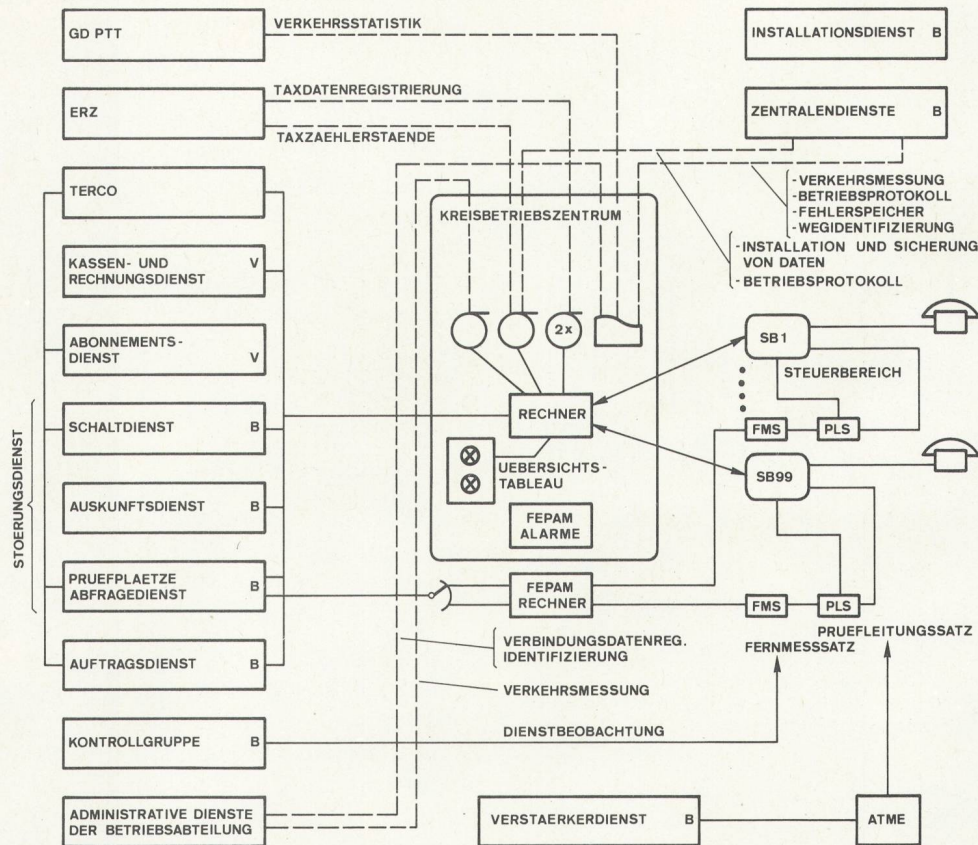 GD PTT
VERKEHRSSTATISTIK
INSTALLATIONSDIENST B
ERZ
TAXDATENREGISTRIERUNG
TAXZAEHLERSTAENDE
ZENTRALENDIENSTE B
TERCO
-VERKEHRSMESSUNG
-BETRIEBSPROTOKOLL
-FEHLERSPEICHER
-WEGIDENTIFIZIERUNG
-INSTALLATION UND SICHERUNG
VON DATEN
-BETRIEBSPROTOKOLL
KREISBETRIEBSZENTRUM
KASSEN- UND
RECHNUNGSDIENST V
ABONNEMENTS-
DIENST V
2x
SB1
STEUERBEREICH
RECHNER
FMS
PLS
SCHALTDIENST B
UEBERSICHTS-
TABLEAU
SB99
STOERUNGSDIENST
AUSKUNFTSDIENST B
FEPAM
ALARME
PRUEFPLAETZE
ABFRAGEDIENST B
FEPAM
RECHNER
FMS
PLS
PRUEFLEITUNGSSATZ
FERNMESSSATZ
VERBINDUNGSDATENREG.
IDENTIFIZIERUNG
AUFTRAGSDIENST B
VERKEHRSMESSUNG
KONTROLLGRUPPE B
DIENSTBEOBACHTUNG
ADMINISTRATIVE DIENSTE
DER BETRIEBSABTEILUNG
VERSTAERKERDIENST B
ATME